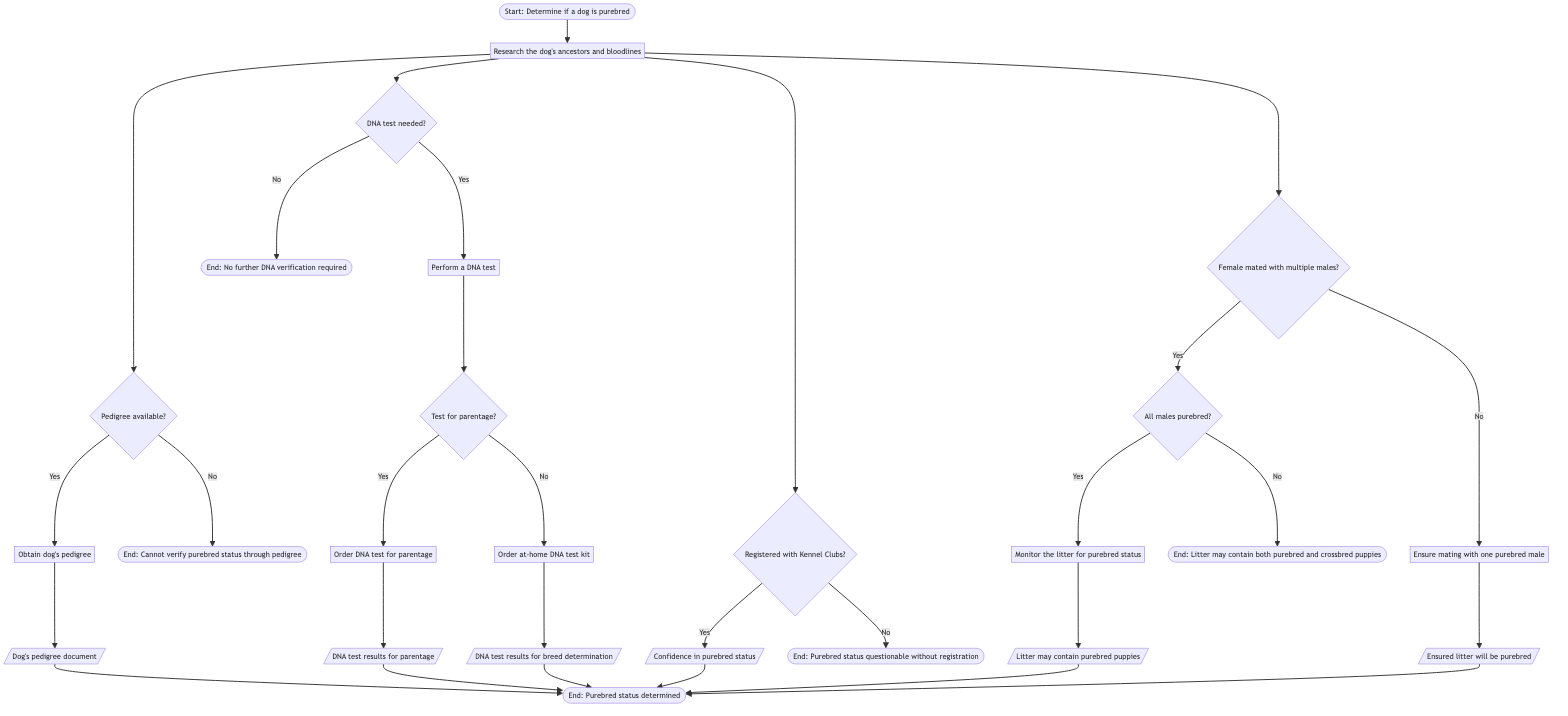 Start: Determine if a dog is purebred
Research the dog's ancestors and bloodlines
DNA test needed?
No
Yes
Female mated with multiple males?
End: No further DNA verification required
Perform a DNA test
Yes
No
Pedigree available?
Test for parentage?
All males purebred?
Yes
No
Yes
No
Yes
No
Obtain dog's pedigree
End: Cannot verify purebred status through pedigree
Order DNA test for parentage
Order at-home DNA test kit
Registered with Kennel Clubs?
Monitor the litter for purebred status
End: Litter may contain both purebred and crossbred puppies
Ensure mating with one purebred male
Yes
No
Dog's pedigree document
DNA test results for parentage
DNA test results for breed determination
Confidence in purebred status
End: Purebred status questionable without registration
Litter may contain purebred puppies
Ensured litter will be purebred
End: Purebred status determined